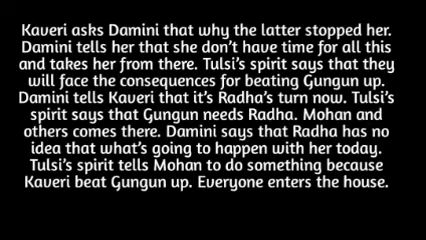 Kaveri asks Damini that why the latter stopped her.
Damini tells her that she don't have time for all this
and takes her from there. Tulsi's spirit says that they
will face the consequences for beating Gungun up.
Damini tells Kaveri that it's Radha's turn now. Tulsi's
spirit says that Gungun needs Radha. Mohan and
others comes there. Damini says that Radha has no
idea that what's going to happen with her today.
Tulsi's spirit tells Mohan to do something because
Kaveri beat Gungun up. Everyone enters the house.